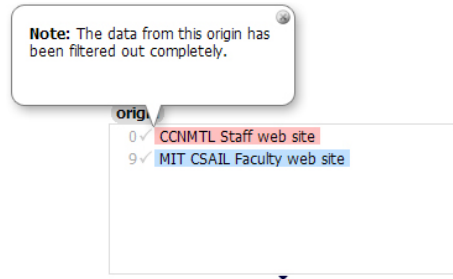 Note: The data from this origin has
been filtered out completely.
origin
0 ✓ CCNMTL Staff web site
9 ✓ MIT CSAIL Faculty web site